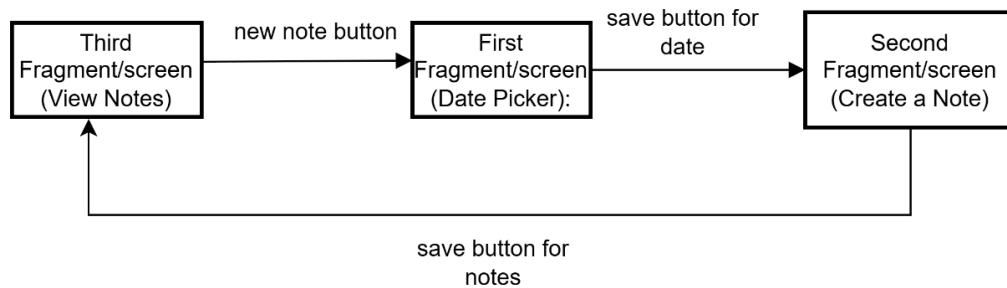 Third
Fragment/screen
(View Notes)
new note button
First
Fragment/screen
(Date Picker):
save button for
date
Second
Fragment/screen
(Create a Note)
save button for
notes